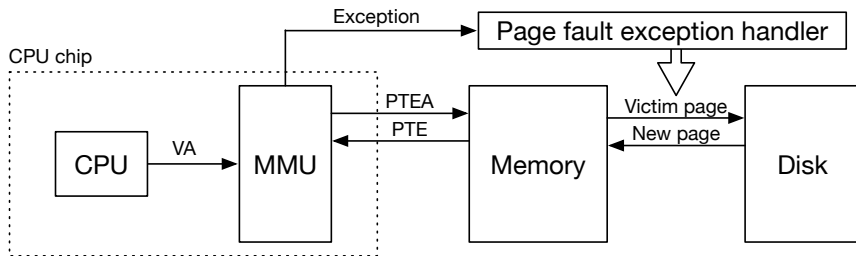 Exception
Page fault exception handler
CPU chip
PTEA
Victim page
VA
PTE
New page
CPU
MMU
Memory
Disk